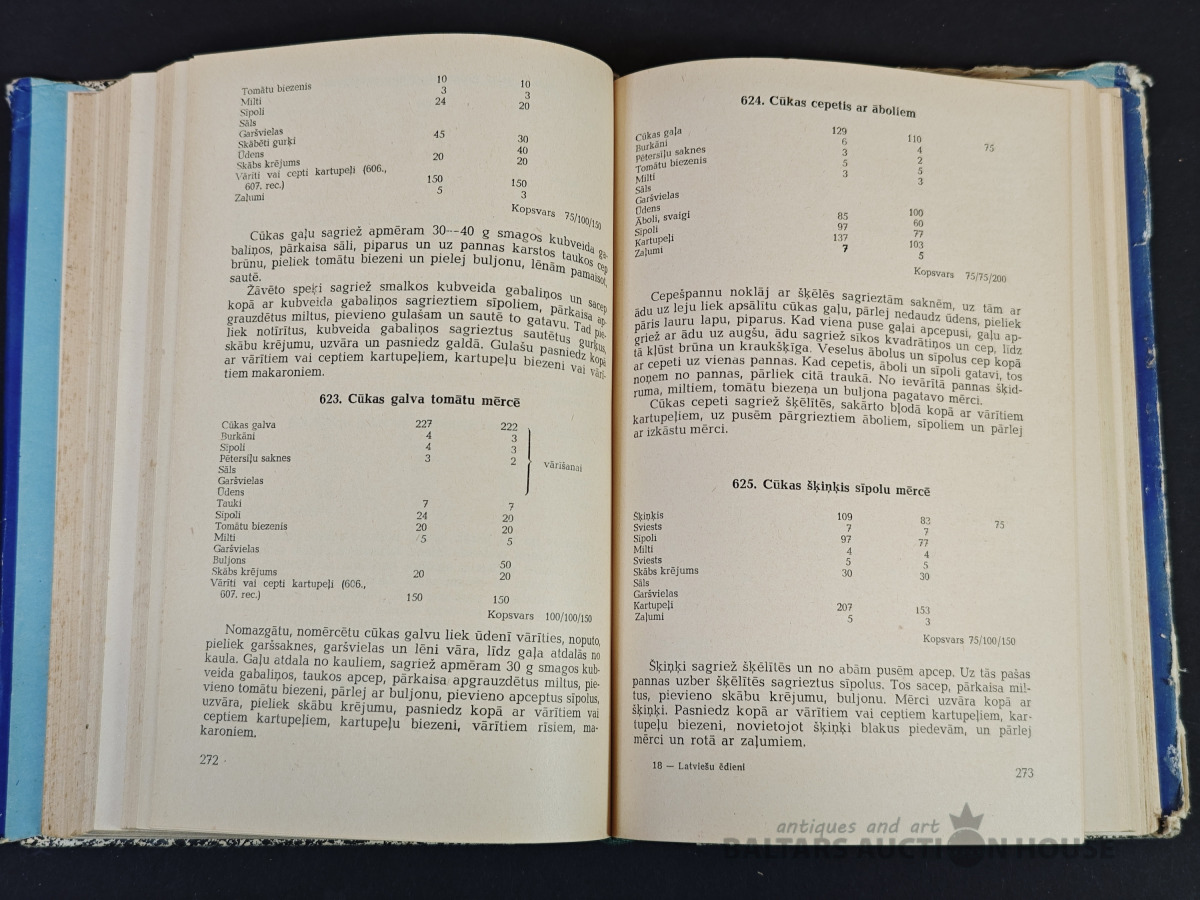 Tomātu biezenis 10 10
Milti 3 3
Sīpoli 24 20
Sāls
Garšvielas
Skābēti gurķi 45 30
Ūdens 40
Skābs krējums 20 20
Vārīti vai cepti kartupeļi (606.,
607. rec.) 150 150
Zaļumi 5 3
Kopsvars 75/100/150
Cūkas gaļu sagriež apmēram 30—40 g smagos kubveida ga-
baliņos, pārkaisa sāli, piparus un uz pannas karstos taukos cep
brūnu, pieliek tomātu biezeni un pielej buljonu, lēnām pamaisot,
sautē.
Žāvēto speķi sagriež smalkos kubveida gabaliņos un sacep
kopā ar kubveida gabaliņos sagrieztiem sīpoliem, pārkaisa ap-
grauzdētus miltus, pievieno gulašam un sautē to gatavu. Tad pie-
liek notīrītus, kubveida gabaliņos sagrieztus sautētus gurķus,
skābu krējumu, uzvāra un pasniedz galdā. Gulašu pasniedz kopā
ar vārītiem vai ceptiem kartupeļiem, kartupeļu biezeni vai vārī-
tiem makaroniem.
623. Cūkas galva tomātu mērcē
Cūkas galva 227 222
Burkāni 4 3
Sīpoli 4 3
Pētersīļu saknes 3 2
vārīšanai
Sāls
Garšvielas
Ūdens
Tauki 7 7
Sīpoli 24 20
Tomātu biezenis 20 20
Milti 5 5
Garšvielas
Buljons 50
Skābs krējums 20 20
Vārīti vai cepti kartupeļi (606.,
607. rec.) 150 150
Kopsvars 100/100/150
Nomazgātu, nomērcētu cūkas galvu liek ūdenī vārīties, noputo,
pieliek garšsaknes, garšvielas un lēni vāra, līdz gaļa atdalās no
kaula. Gaļu atdala no kauliem, sagriež apmēram 30 g smagos kub-
veida gabaliņos, taukos apcep, pārkaisa apgrauzdētus miltus, pie-
vieno tomātu biezeni, pārlej ar buljonu, pievieno apceptus sīpolus,
uzvāra, pieliek skābu krējumu, pasniedz kopā ar vārītiem vai
ceptiem kartupeļiem, kartupeļu biezeni, vārītiem rīsiem, ma-
karoniem.
272
624. Cūkas cepetis ar āboliem
Cūkas gaļa 129 110 75
Burkāni 6 4
Pētersīļu saknes 3 2
Tomātu biezenis 5 5
Milti 3 3
Sāls
Garšvielas
Ūdens 100
Āboli, svaigi 85 60
Sīpoli 97 77
Kartupeļi 137 103
Zaļumi 7 5
Kopsvars 75/75/200
Cepešpannu noklāj ar šķēlēs sagrieztām saknēm, uz tām ar
ādu uz leju liek apsālītu cūkas gaļu, pārlej nedaudz ūdens, pieliek
pāris lauru lapu, piparus. Kad viena puse gaļai apcepusi, gaļu ap-
griež ar ādu uz augšu, ādu sagriež sīkos kvadrātiņos un cep, līdz
tā kļūst brūna un kraukšķīga. Veselus ābolus un sīpolus cep kopā
ar cepeti uz vienas pannas. Kad cepetis, āboli un sīpoli gatavi, tos
noņem no pannas, pārliek citā traukā. No ievārītā pannas šķid-
ruma, miltiem, tomātu biezeņa un buljona pagatavo mērci.
Cūkas cepeti sagriež šķēlītēs, sakārto bļodā kopā ar vārītiem
kartupeļiem, uz pusēm pārgrieztiem āboliem, sīpoliem un pārlej
ar izkāstu mērci.
625. Cūkas šķiņķis sīpolu mērcē
Šķiņķis 109 83 75
Sviests 7 7
Sīpoli 97 77
Milti 4 4
Sviests 5 5
Skābs krējums 30 30
Sāls
Garšvielas
Kartupeļi 207 153
Zaļumi 5 3
Kopsvars 75/100/150
Šķiņķi sagriež šķēlītēs un no abām pusēm apcep. Uz tās pašas
pannas uzber šķēlītēs sagrieztus sīpolus. Tos sacep, pārkaisa mil-
tus, pievieno skābu krējumu, buljonu. Mērci uzvāra kopā ar
šķiņķi. Pasniedz kopā ar vārītiem vai ceptiem kartupeļiem, kar-
tupeļu biezeni, novietojot šķiņķi blakus piedevām, un pārlej
mērci un rotā ar zaļumiem.
18 — Latviešu ēdieni
273
antiques and art
BALTARS AUCTION HOUSE